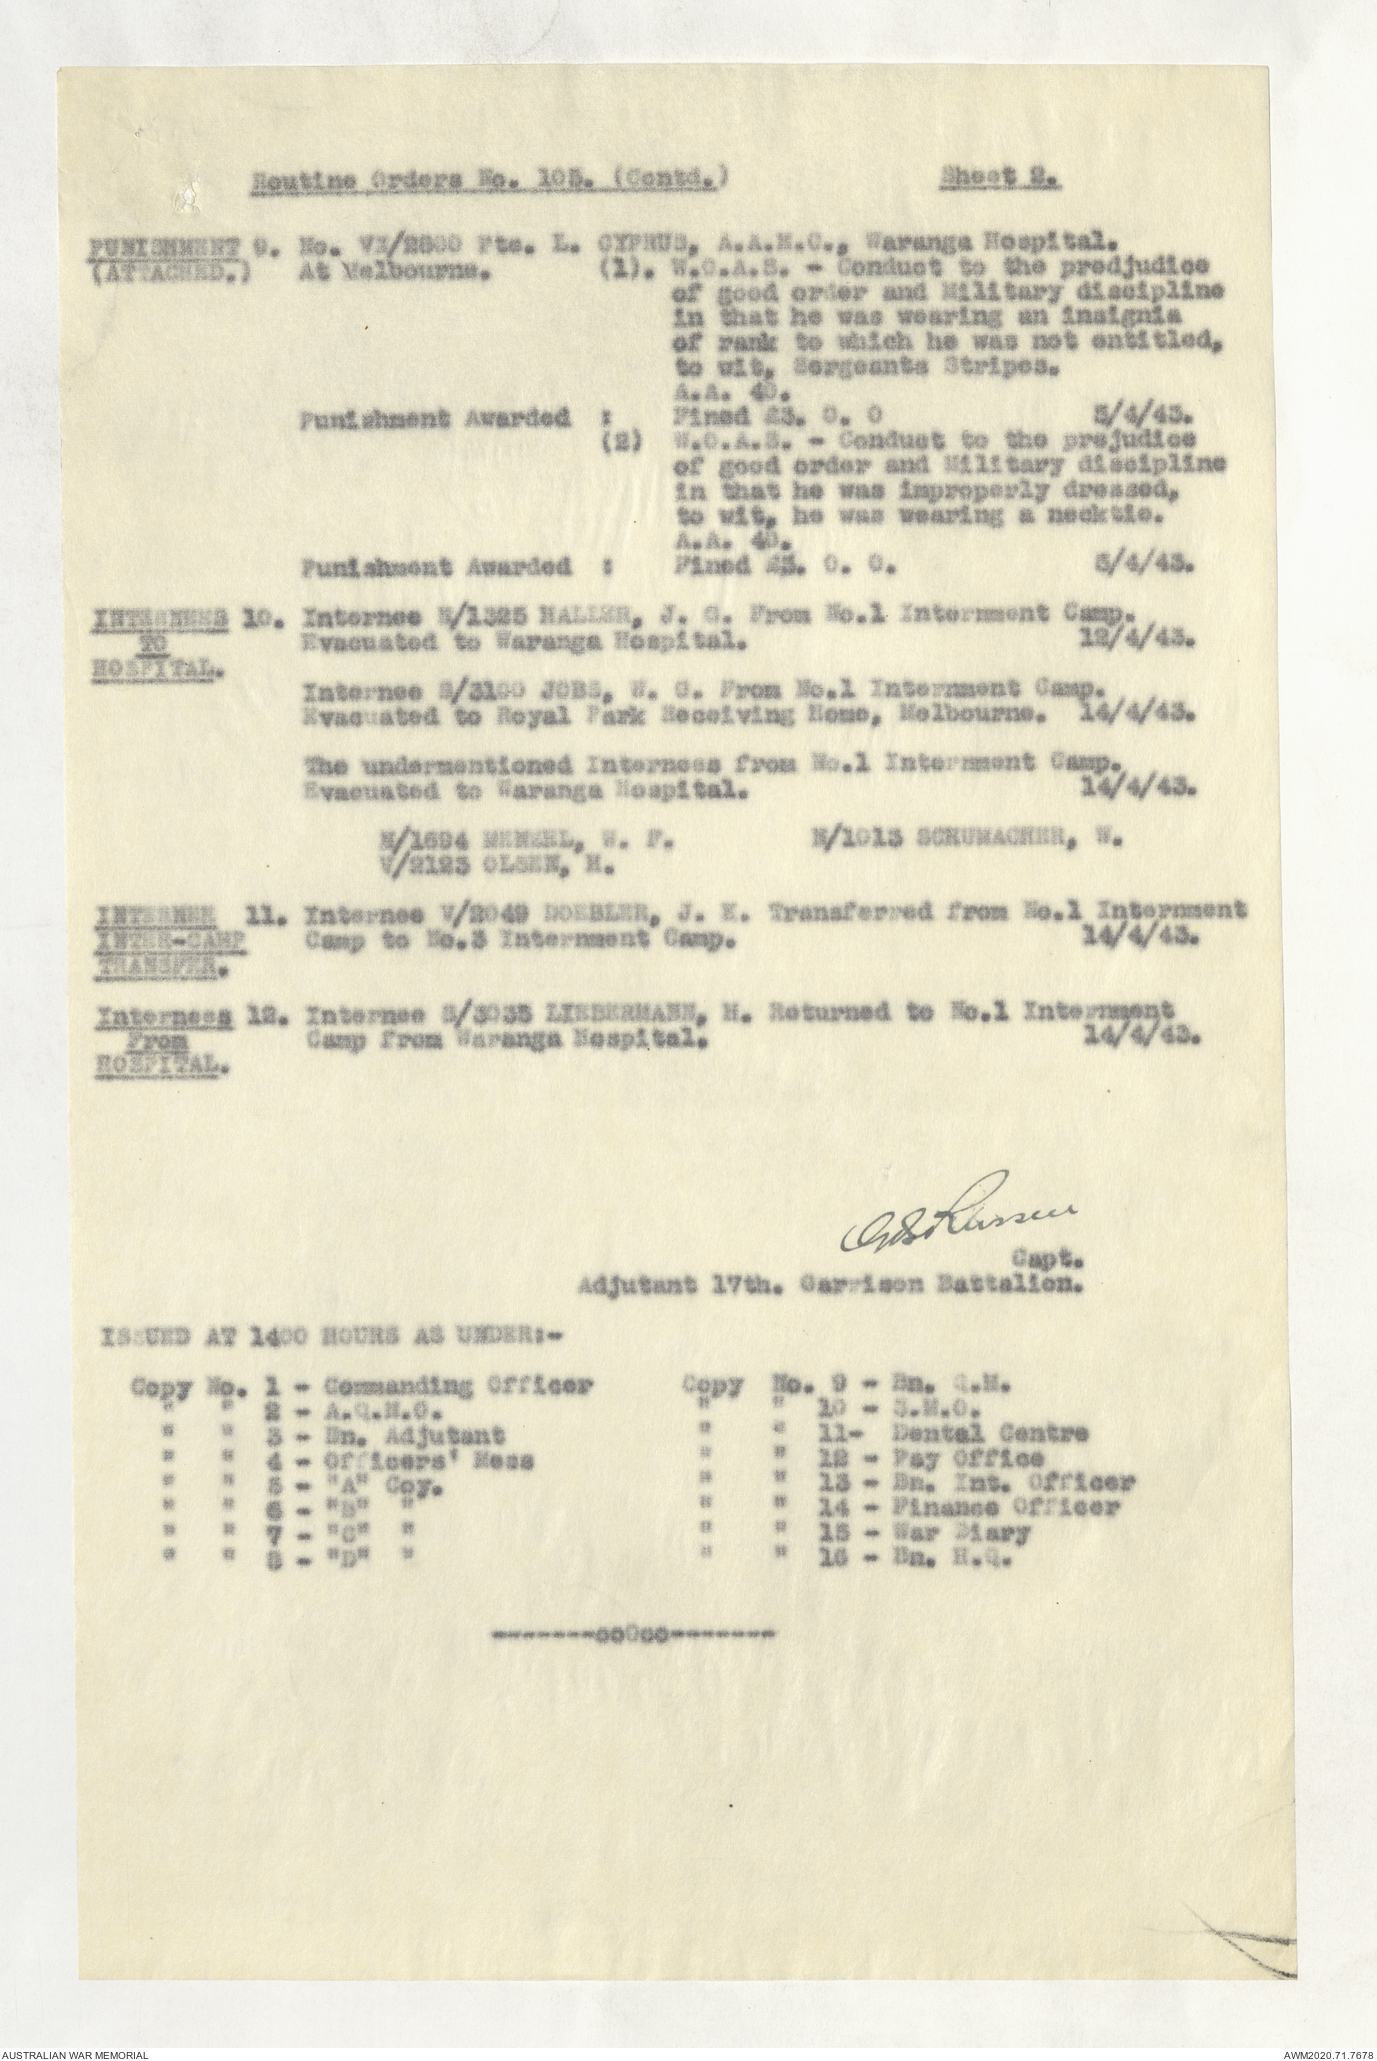 Routine Orders No. 105. (Contd.) Sheet 2.
PUNISHMENT 9. No. VX/2800 Pte. L. CYPRUS, A.A.M.C., Waranga Hospital.
(ATTACHED.) At Melbourne. (1). W.O.A.S. - Conduct to the predjudice
of good order and Military discipline
in that he was wearing an insignia
of rank to which he was not entitled,
to wit, Sergeants Stripes.
A.A. 40.
Punishment Awarded : Fined £3. 0. 0 5/4/43.
(2) W.O.A.S. - Conduct to the prejudice
of good order and Military discipline
in that he was improperly dressed,
to wit, he was wearing a necktie.
A.A. 40.
Punishment Awarded : Fined £3. 0. 0. 5/4/43.
INTERNEES 10. Internee N/1325 HALLER, J. G. From No.1 Internment Camp.
TO Evacuated to Waranga Hospital. 12/4/43.
HOSPITAL.
Internee S/3100 JOBS, W. G. From No.1 Internment Camp.
Evacuated to Royal Park Receiving Home, Melbourne. 14/4/43.
The undermentioned Internees from No.1 Internment Camp.
Evacuated to Waranga Hospital. 14/4/43.
N/1694 MENERL, W. F. N/1013 SCHUMACHER, W.
V/2123 OLSEN, H.
INTERNEE 11. Internee V/2049 DOEBLER, J. K. Transferred from No.1 Internment
INTER-CAMP Camp to No.3 Internment Camp. 14/4/43.
TRANSFER.
Internees 12. Internee S/3035 LIEBERMANN, H. Returned to No.1 Internment
From Camp from Waranga Hospital. 14/4/43.
HOSPITAL.
Capt.
Adjutant 17th. Garrison Battalion.
ISSUED AT 1400 HOURS AS UNDER:-
Copy No. 1 - Commanding Officer Copy No. 9 - Bn. Q.M.
" " 2 - A.Q.M.G. " " 10 - S.M.O.
" " 3 - Bn. Adjutant " " 11- Dental Centre
" " 4 - Officers' Mess " " 12 - Pay Office
" " 5 - "A" Coy. " " 13 - Bn. Int. Officer
" " 6 - "B" " " " 14 - Finance Officer
" " 7 - "C" " " " 15 - War Diary
" " 8 - "D" " " " 16 - Bn. H.Q.
-------ooOoo-------
AUSTRALIAN WAR MEMORIAL AWM2020.71.7678